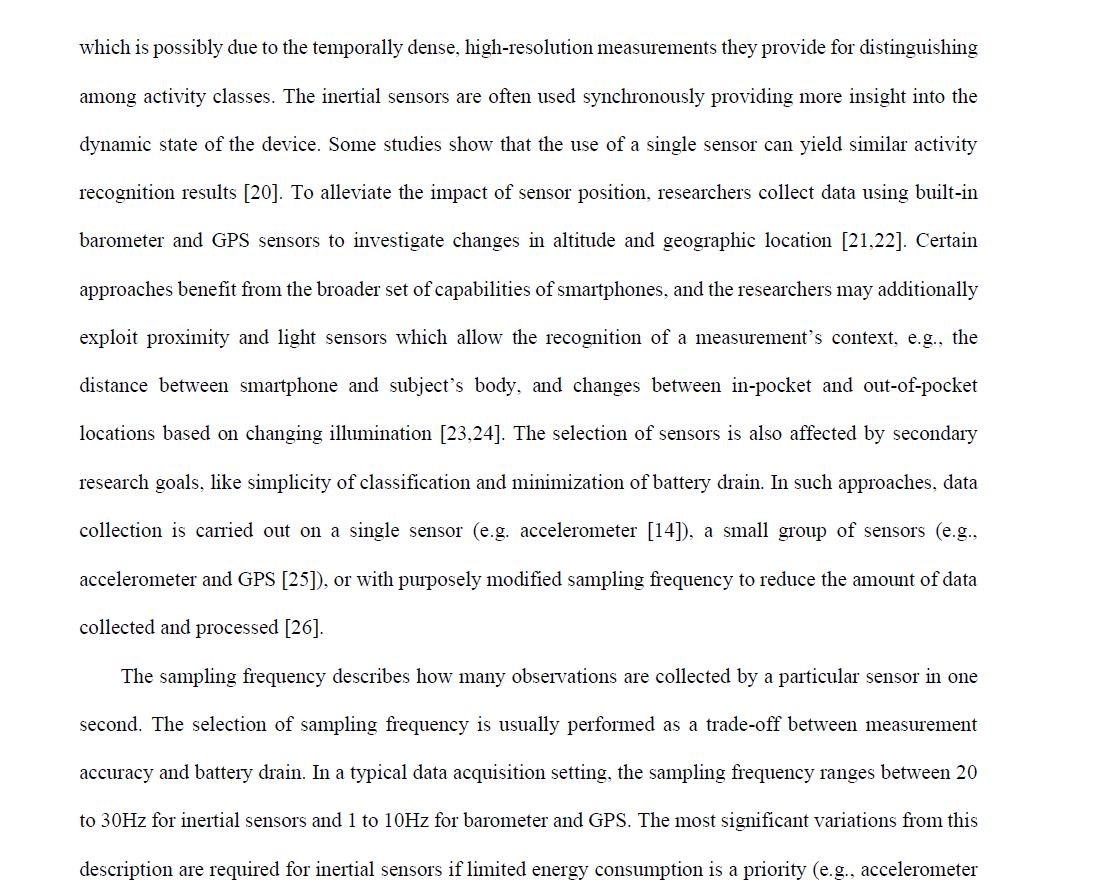 which is possibly due to the temporally dense, high-resolution measurements they provide for distinguishing
among activity classes. The inertial sensors are often used synchronously providing more insight into the
dynamic state of the device. Some studies show that the use of a single sensor can yield similar activity
recognition results [20]. To alleviate the impact of sensor position, researchers collect data using built-in
barometer and GPS sensors to investigate changes in altitude and geographic location [21,22]. Certain
approaches benefit from the broader set of capabilities of smartphones, and the researchers may additionally
exploit proximity and light sensors which allow the recognition of a measurement’s context, e.g., the
distance between smartphone and subject’s body, and changes between in-pocket and out-of-pocket
locations based on changing illumination [23,24]. The selection of sensors is also affected by secondary
research goals, like simplicity of classification and minimization of battery drain. In such approaches, data
collection is carried out on a single sensor (e.g. accelerometer [14]), a small group of sensors (e.g.,
accelerometer and GPS [25]), or with purposely modified sampling frequency to reduce the amount of data
collected and processed [26].
The sampling frequency describes how many observations are collected by a particular sensor in one
second. The selection of sampling frequency is usually performed as a trade-off between measurement
accuracy and battery drain. In a typical data acquisition setting, the sampling frequency ranges between 20
to 30Hz for inertial sensors and 1 to 10Hz for barometer and GPS. The most significant variations from this
description are required for inertial sensors if limited energy consumption is a priority (e.g., accelerometer